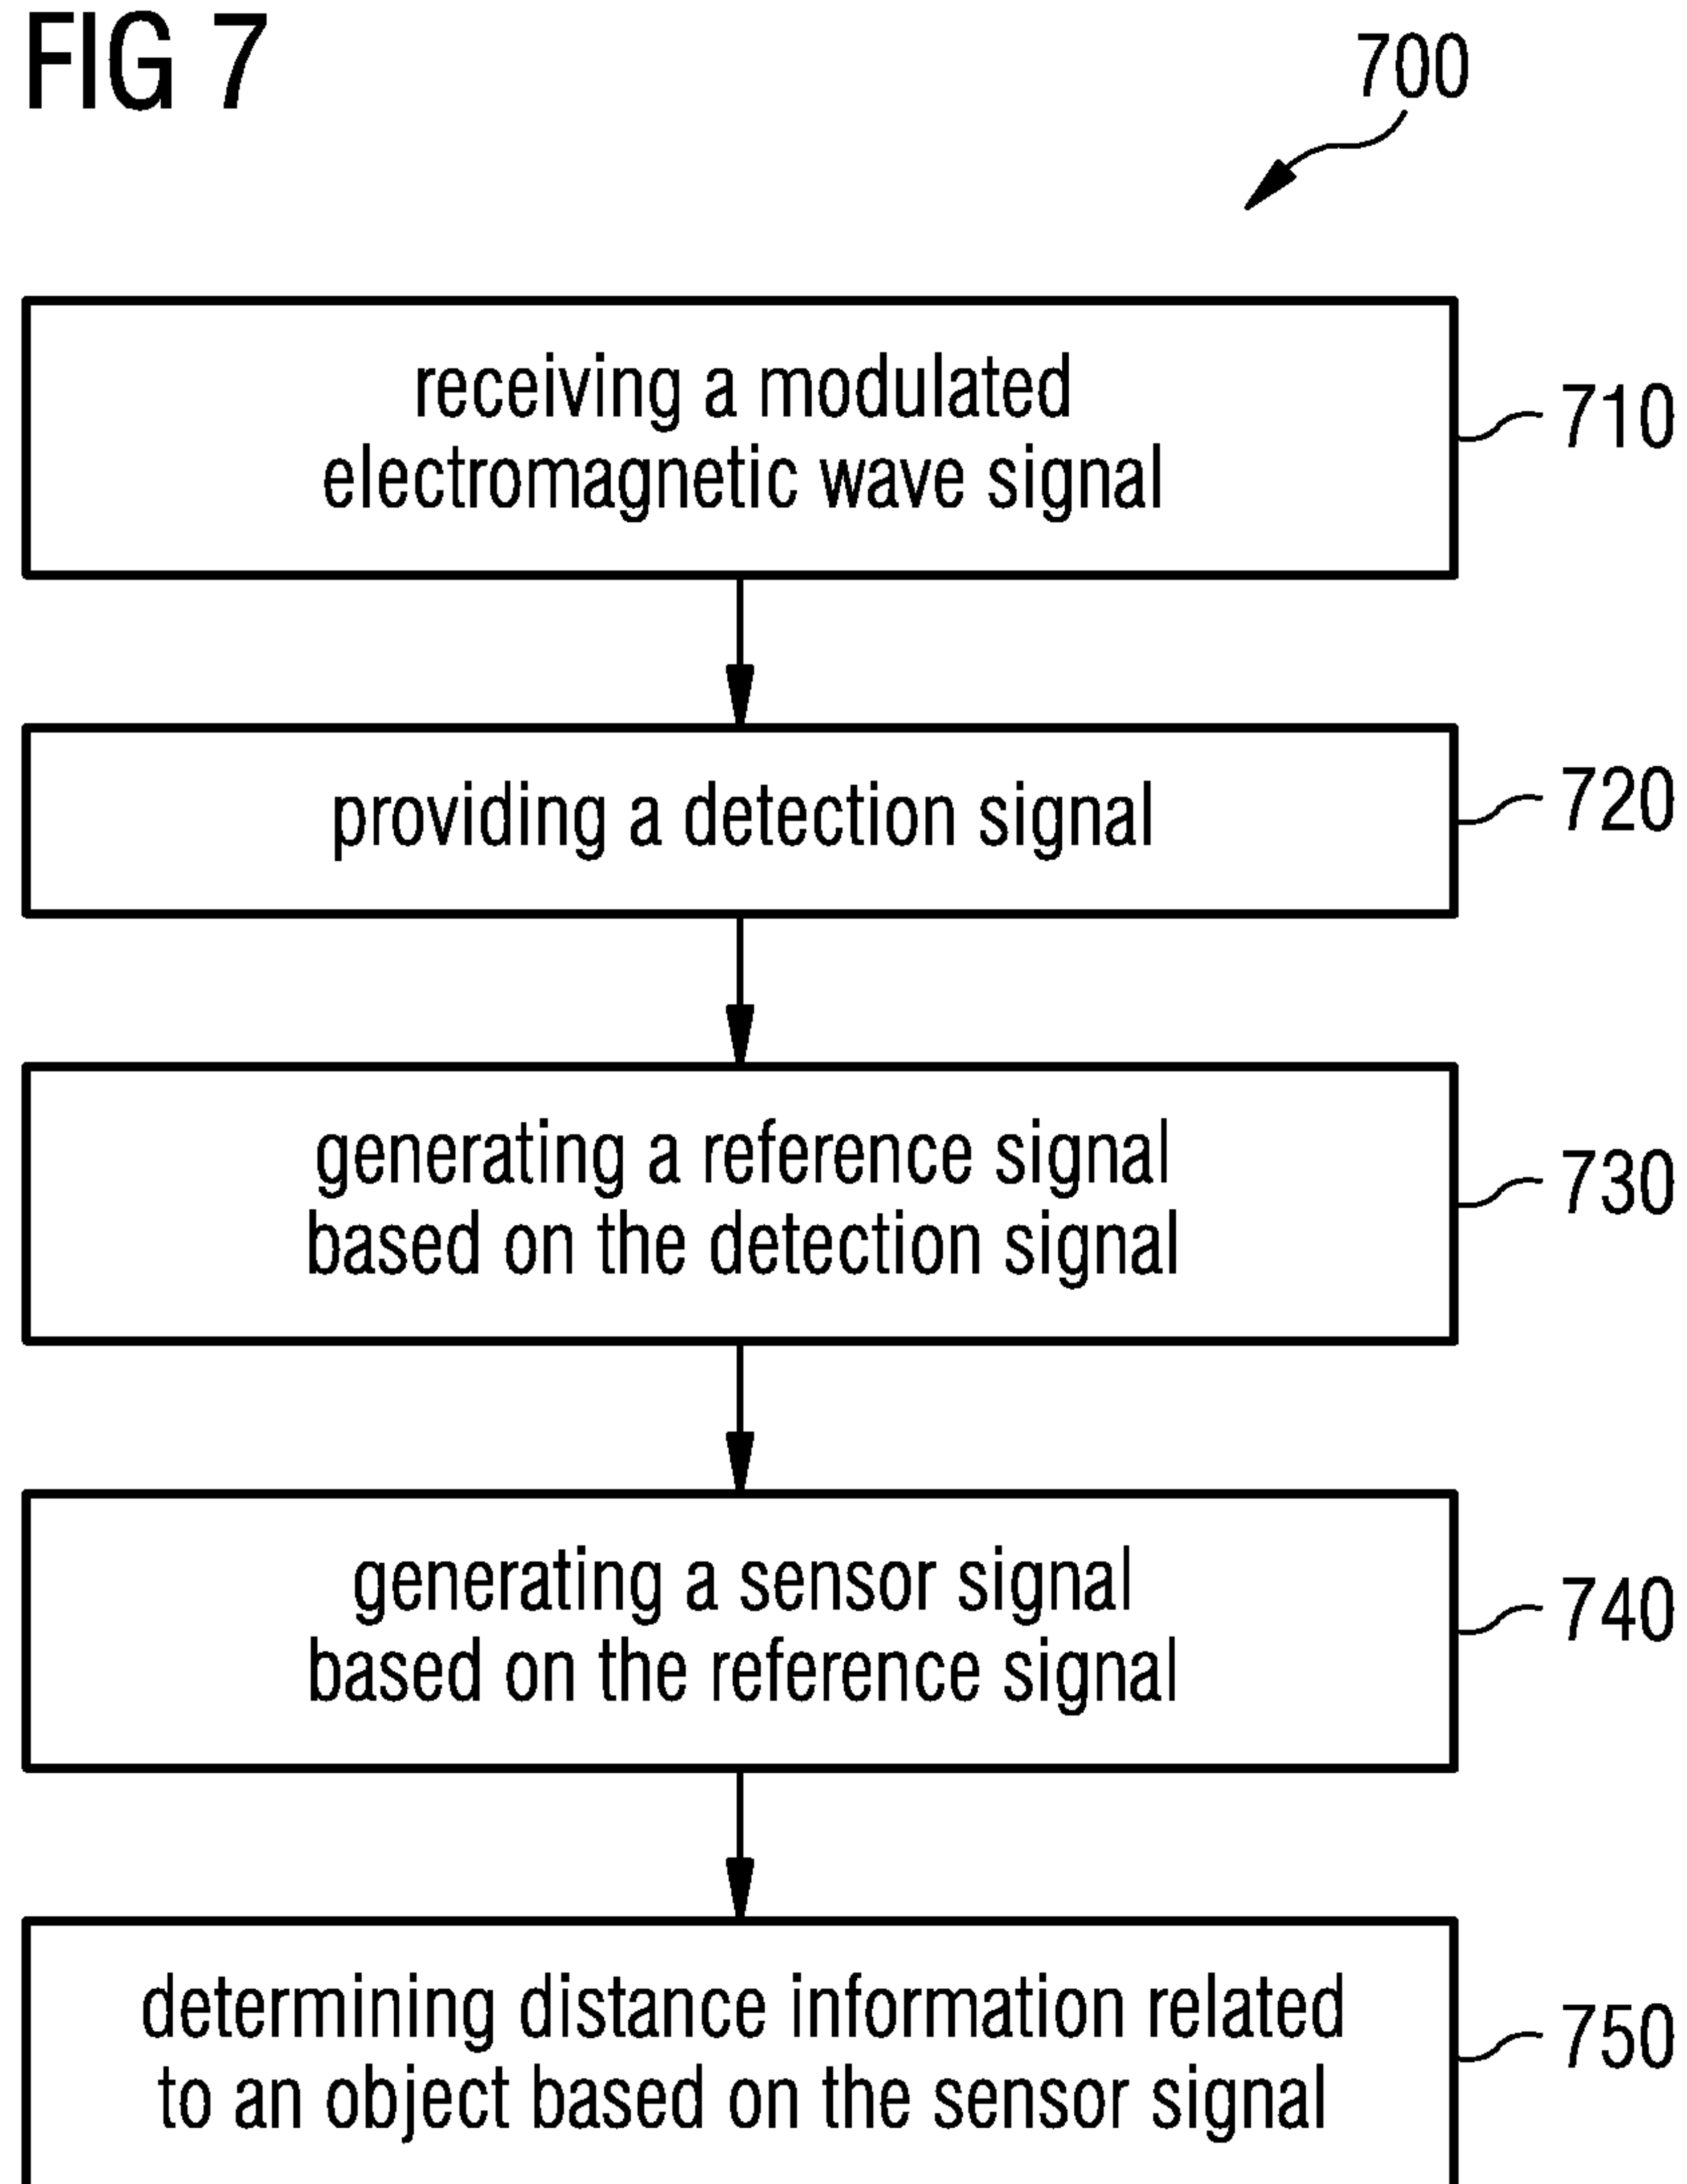 FIG 7
700
receiving a modulated
electromagnetic wave signal
710
providing a detection signal
720
generating a reference signal
based on the detection signal
730
generating a sensor signal
based on the reference signal
740
determining distance information related
to an object based on the sensor signal
750